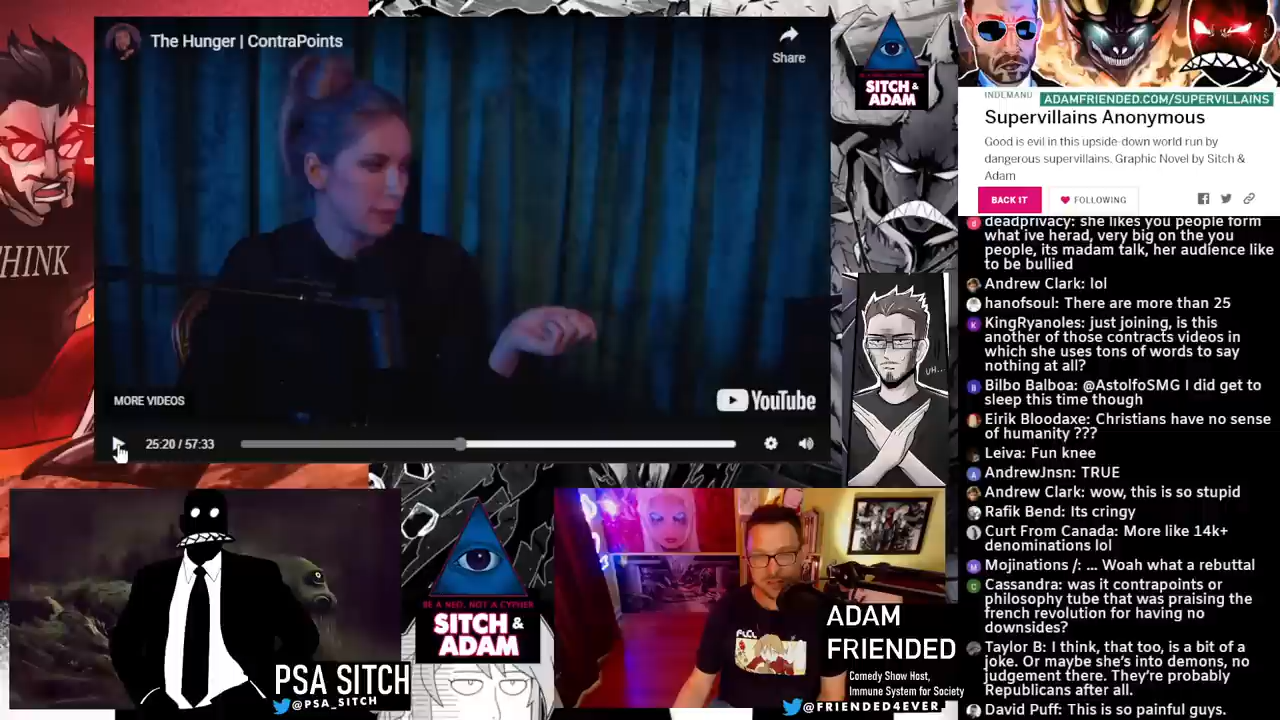 The Hunger | ContraPoints
Share
MORE VIDEOS
YouTube
25:20 / 57:33
HINK
SITCH &
ADAM
UH...
INDEMAND
ADAMFRIENDED.COM/SUPERVILLAINS
Supervillains Anonymous
Good is evil in this upside-down world run by
dangerous supervillains. Graphic Novel by Sitch &
Adam
BACK IT
FOLLOWING
deadprivacy: she likes you people form
what ive herad, very big on the you
people, its madam talk, her audience like
to be bullied
Andrew Clark: lol
hanofsoul: There are more than 25
KingRyanoles: just joining, is this
another of those contracts videos in
which she uses tons of words to say
nothing at all?
Bilbo Balboa: @AstolfoSMG I did get to
sleep this time though
Eirik Bloodaxe: Christians have no sense
of humanity ???
Leiva: Fun knee
AndrewJnsn: TRUE
Andrew Clark: wow, this is so stupid
Rafik Bend: Its cringy
Curt From Canada: More like 14k+
denominations lol
Mojinations /: ... Woah what a rebuttal
Cassandra: was it contrapoints or
philosophy tube that was praising the
french revolution for having no
downsides?
Taylor B: I think, that too, is a bit of a
joke. Or maybe she's into demons, no
judgement there. They're probably
Republicans after all.
David Puff: This is so painful guys.
PSA SITCH
@PSA_SITCH
BE A NEO, NOT A CYPHER
SITCH &
ADAM
FLCL
ADAM
FRIENDED
Comedy Show Host,
Immune System for Society
@FRIENDED4EVER